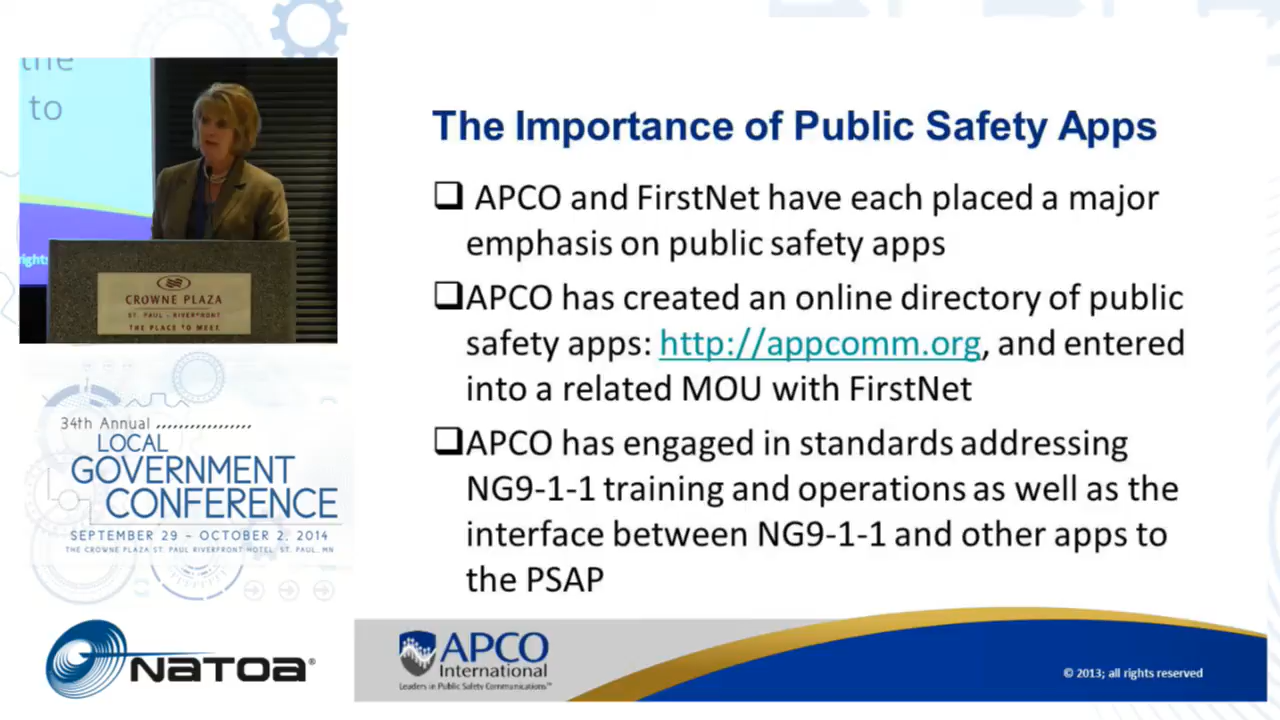 the
to
rights
CROWNE PLAZA
ST. PAUL - RIVERFRONT
THE PLACE TO MEET
34th Annual
LOCAL
GOVERNMENT
CONFERENCE
SEPTEMBER 29 - OCTOBER 2, 2014
THE CROWNE PLAZA ST. PAUL RIVERFRONT HOTEL, ST. PAUL, MN
NATOA®
The Importance of Public Safety Apps
❑ APCO and FirstNet have each placed a major
emphasis on public safety apps
❑APCO has created an online directory of public
safety apps: http://appcomm.org, and entered
into a related MOU with FirstNet
❑APCO has engaged in standards addressing
NG9-1-1 training and operations as well as the
interface between NG9-1-1 and other apps to
the PSAP
APCO
International
Leaders in Public Safety Communications™
© 2013; all rights reserved